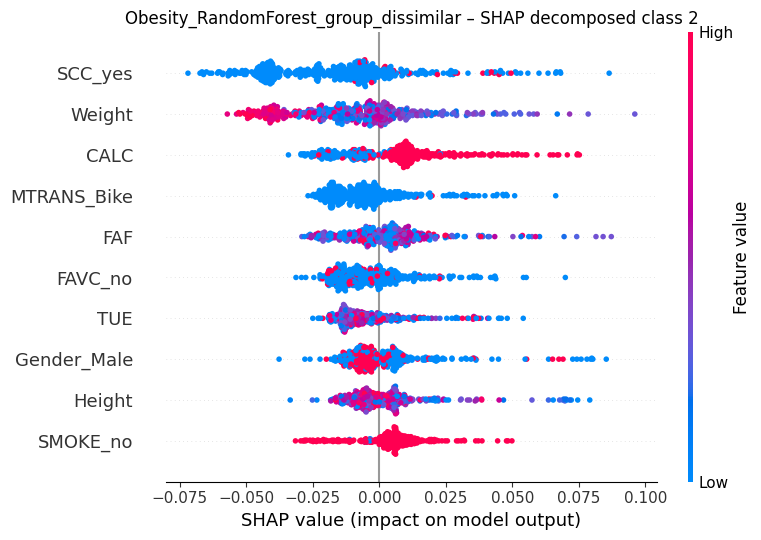 Obesity_RandomForest_group_dissimilar – SHAP decomposed class 2
High
SCC_yes
Weight
CALC
MTRANS_Bike
FAF
FAVC_no
TUE
Gender_Male
Height
SMOKE_no
Feature value
Low
−0.075 −0.050 −0.025 0.000 0.025 0.050 0.075 0.100
SHAP value (impact on model output)